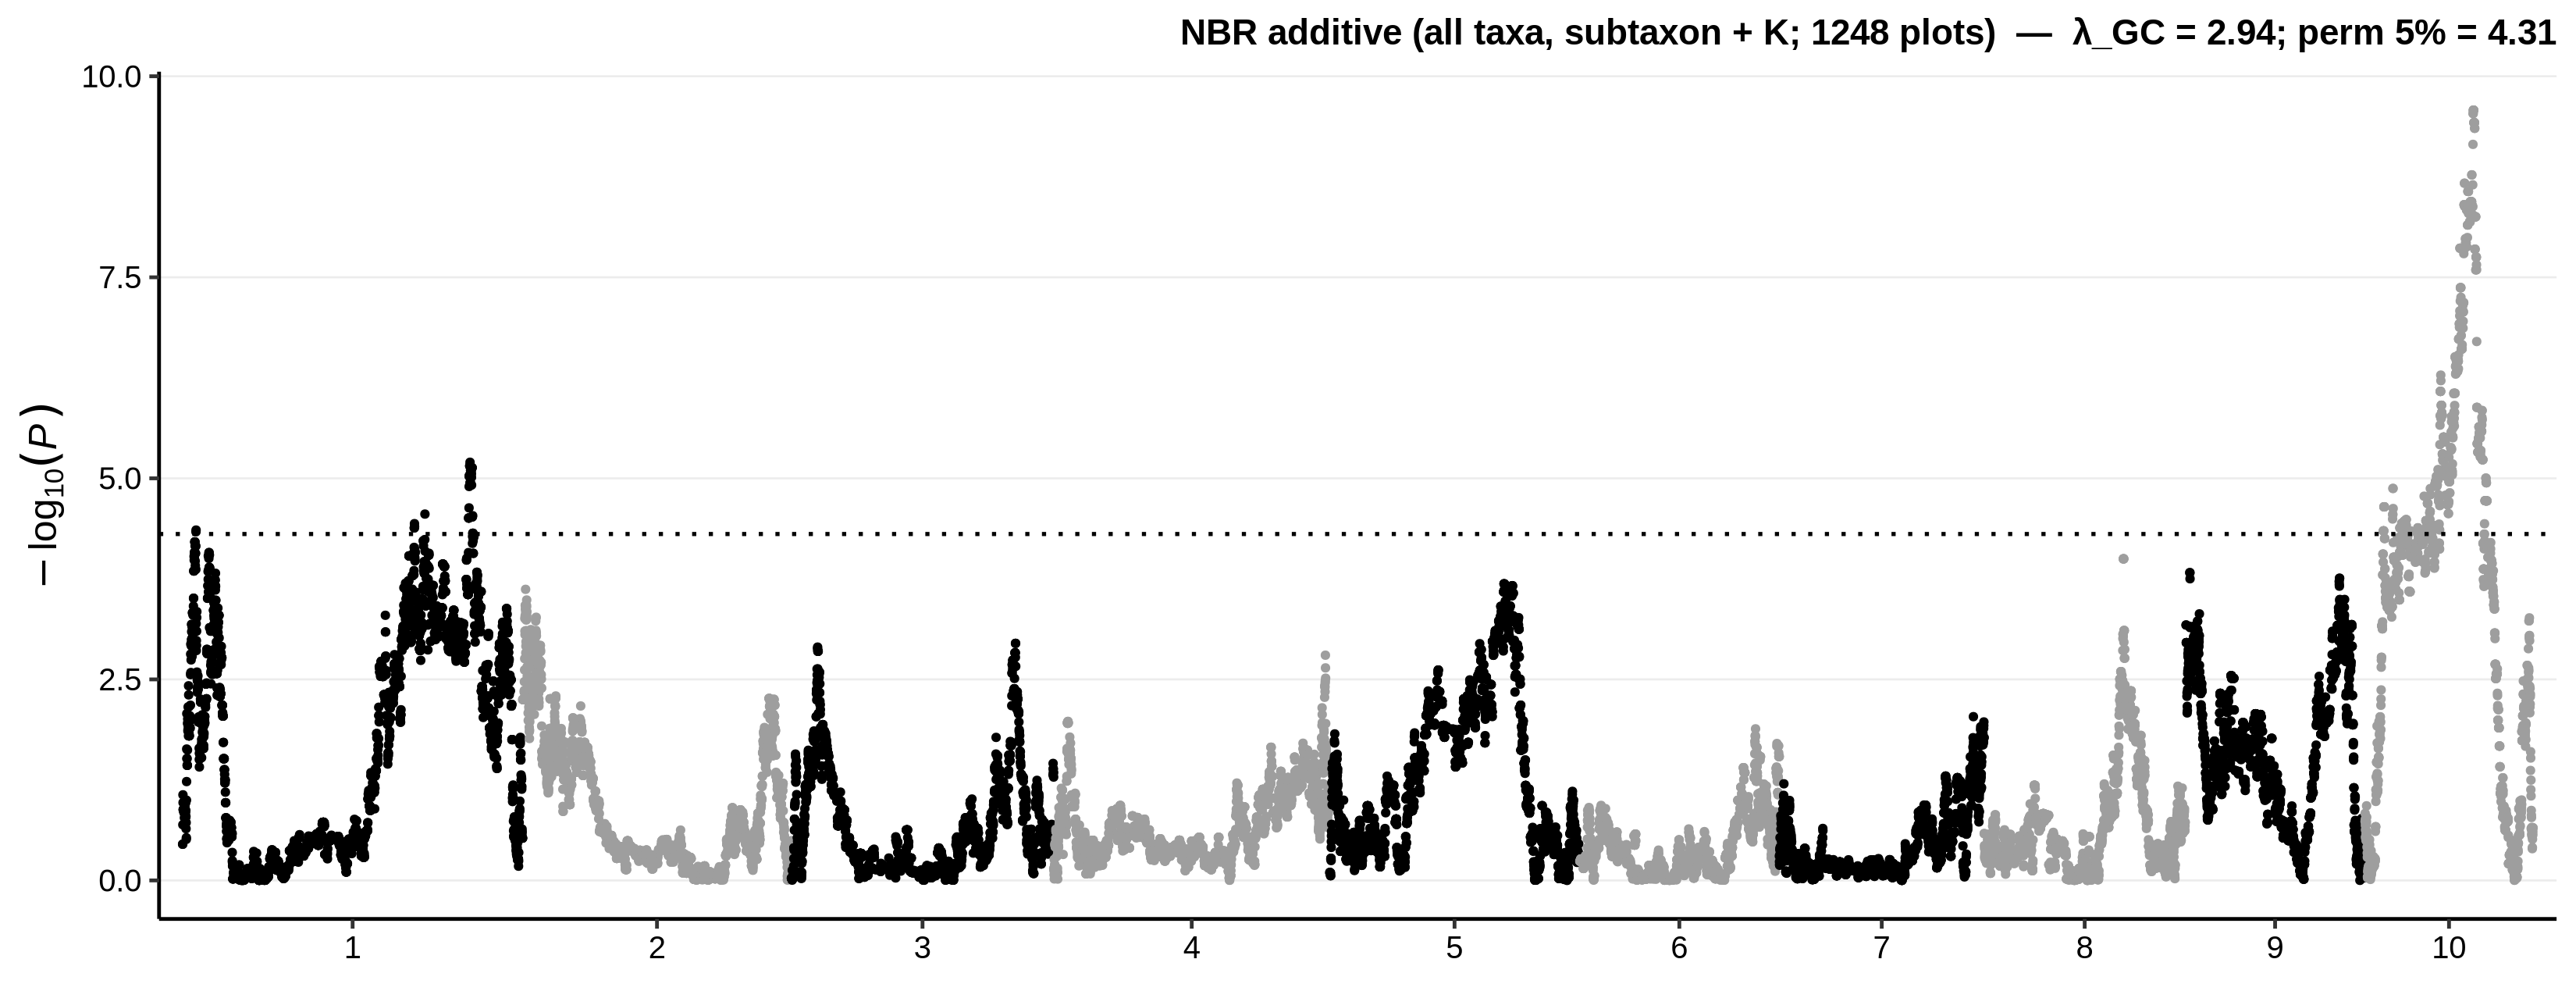 NBR additive (all taxa, subtaxon + K; 1248 plots) — λ_GC = 2.94; perm 5% = 4.31
10.0
7.5
5.0
2.5
0.0
− log10(P)
1 2 3 4 5 6 7 8 9 10